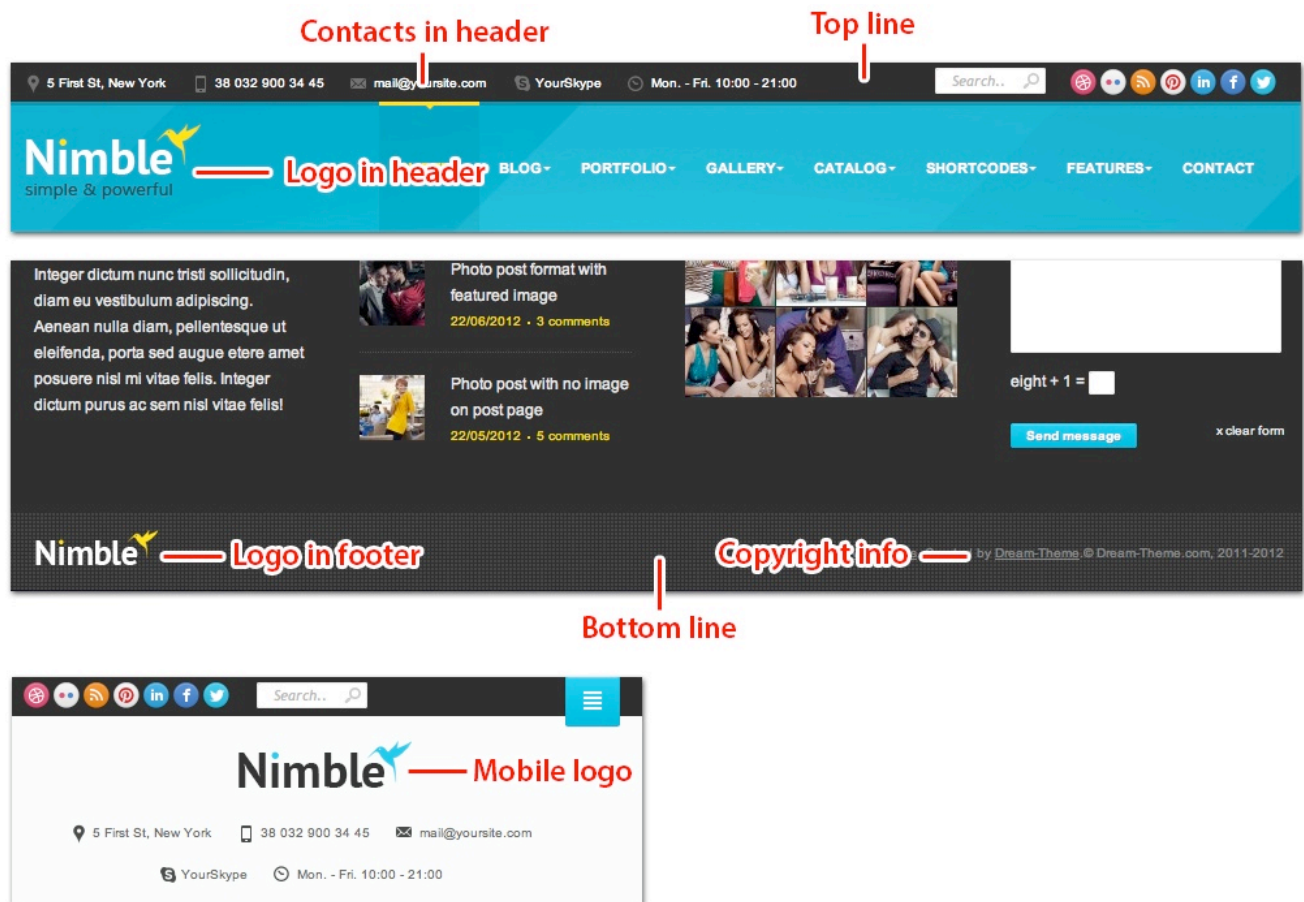 Contacts in header
Top line
5 First St, New York 38 032 900 34 45 mail@yoursite.com YourSkype Mon. - Fri. 10:00 - 21:00 Search..
Nimble
simple & powerful
Logo in header
BLOG PORTFOLIO GALLERY CATALOG SHORTCODES FEATURES CONTACT
Integer dictum nunc tristi sollicitudin,
diam eu vestibulum adipiscing.
Aenean nulla diam, pellentesque ut
eleifenda, porta sed augue etere amet
posuere nisl mi vitae felis. Integer
dictum purus ac sem nisl vitae felis!
Photo post format with
featured image
22/06/2012 • 3 comments
Photo post with no image
on post page
22/05/2012 • 5 comments
eight + 1 =
Send message
x clear form
Nimble
Logo in footer
Copyright info
by Dream-Theme.© Dream-Theme.com, 2011-2012
Bottom line
Search..
Nimble
Mobile logo
5 First St, New York 38 032 900 34 45 mail@yoursite.com
YourSkype Mon. - Fri. 10:00 - 21:00